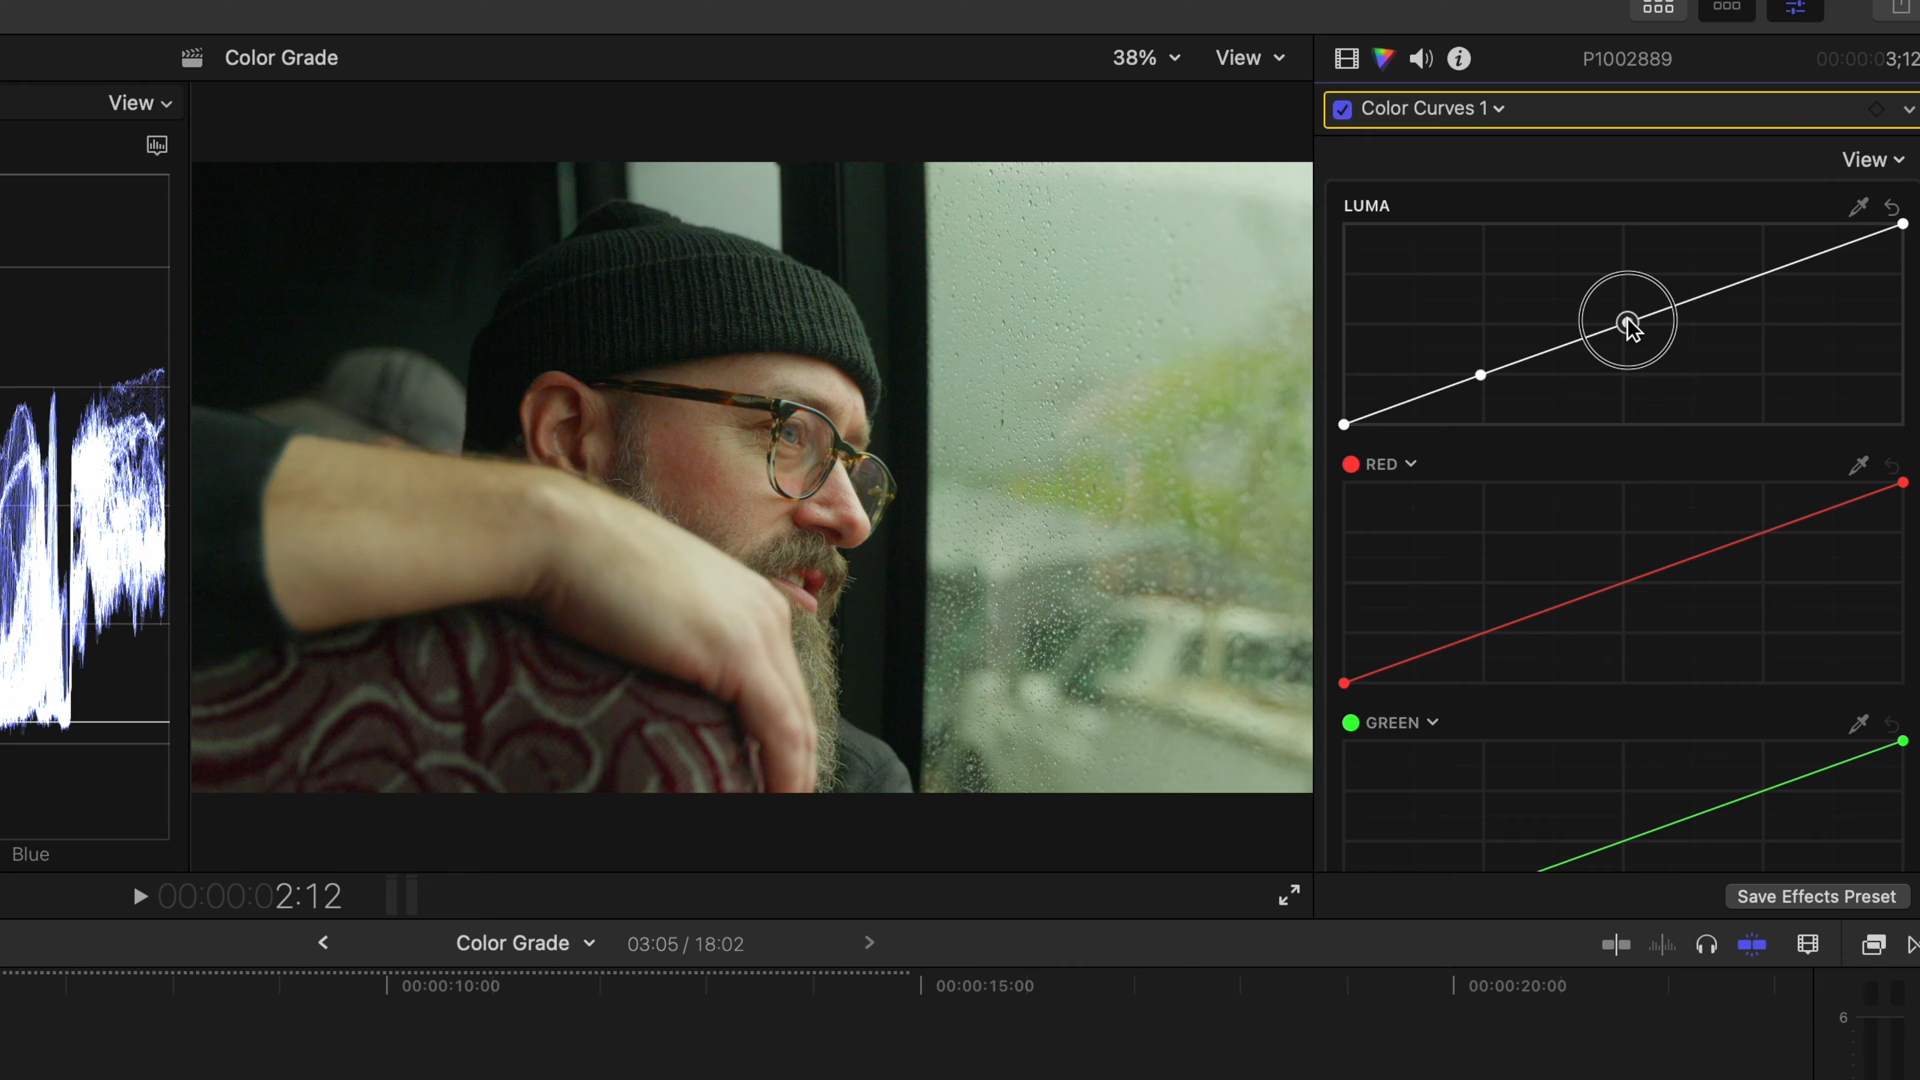 Color Grade
38%
View
P1002889
00:00:03;12
View
Color Curves 1
View
LUMA
RED
GREEN
Blue
00:00:02:12
Save Effects Preset
Color Grade
03:05 / 18:02
00:00:10:00
00:00:15:00
00:00:20:00
6